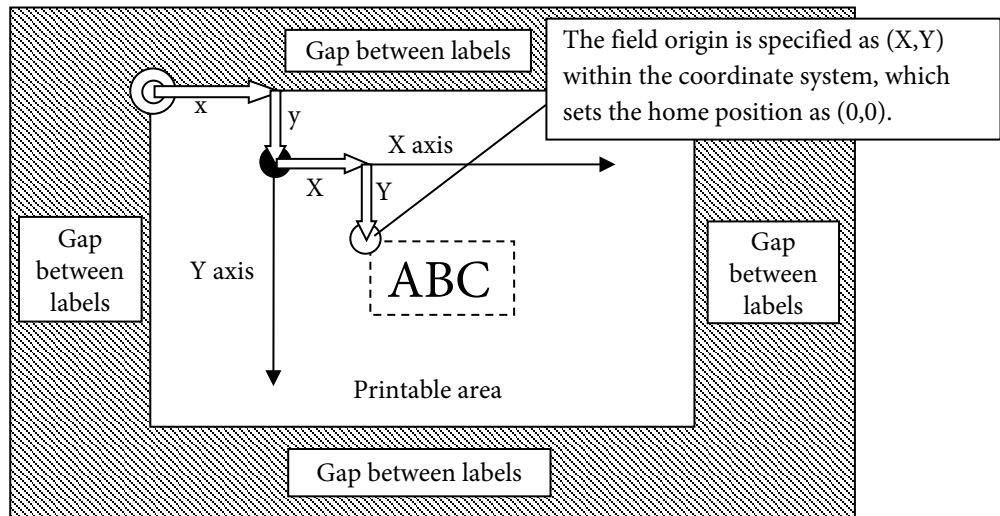 Gap between labels
The field origin is specified as (X,Y)
within the coordinate system, which
sets the home position as (0,0).
x
y
X axis
X
Y
Gap
between
labels
Y axis
ABC
Gap
between
labels
Printable area
Gap between labels